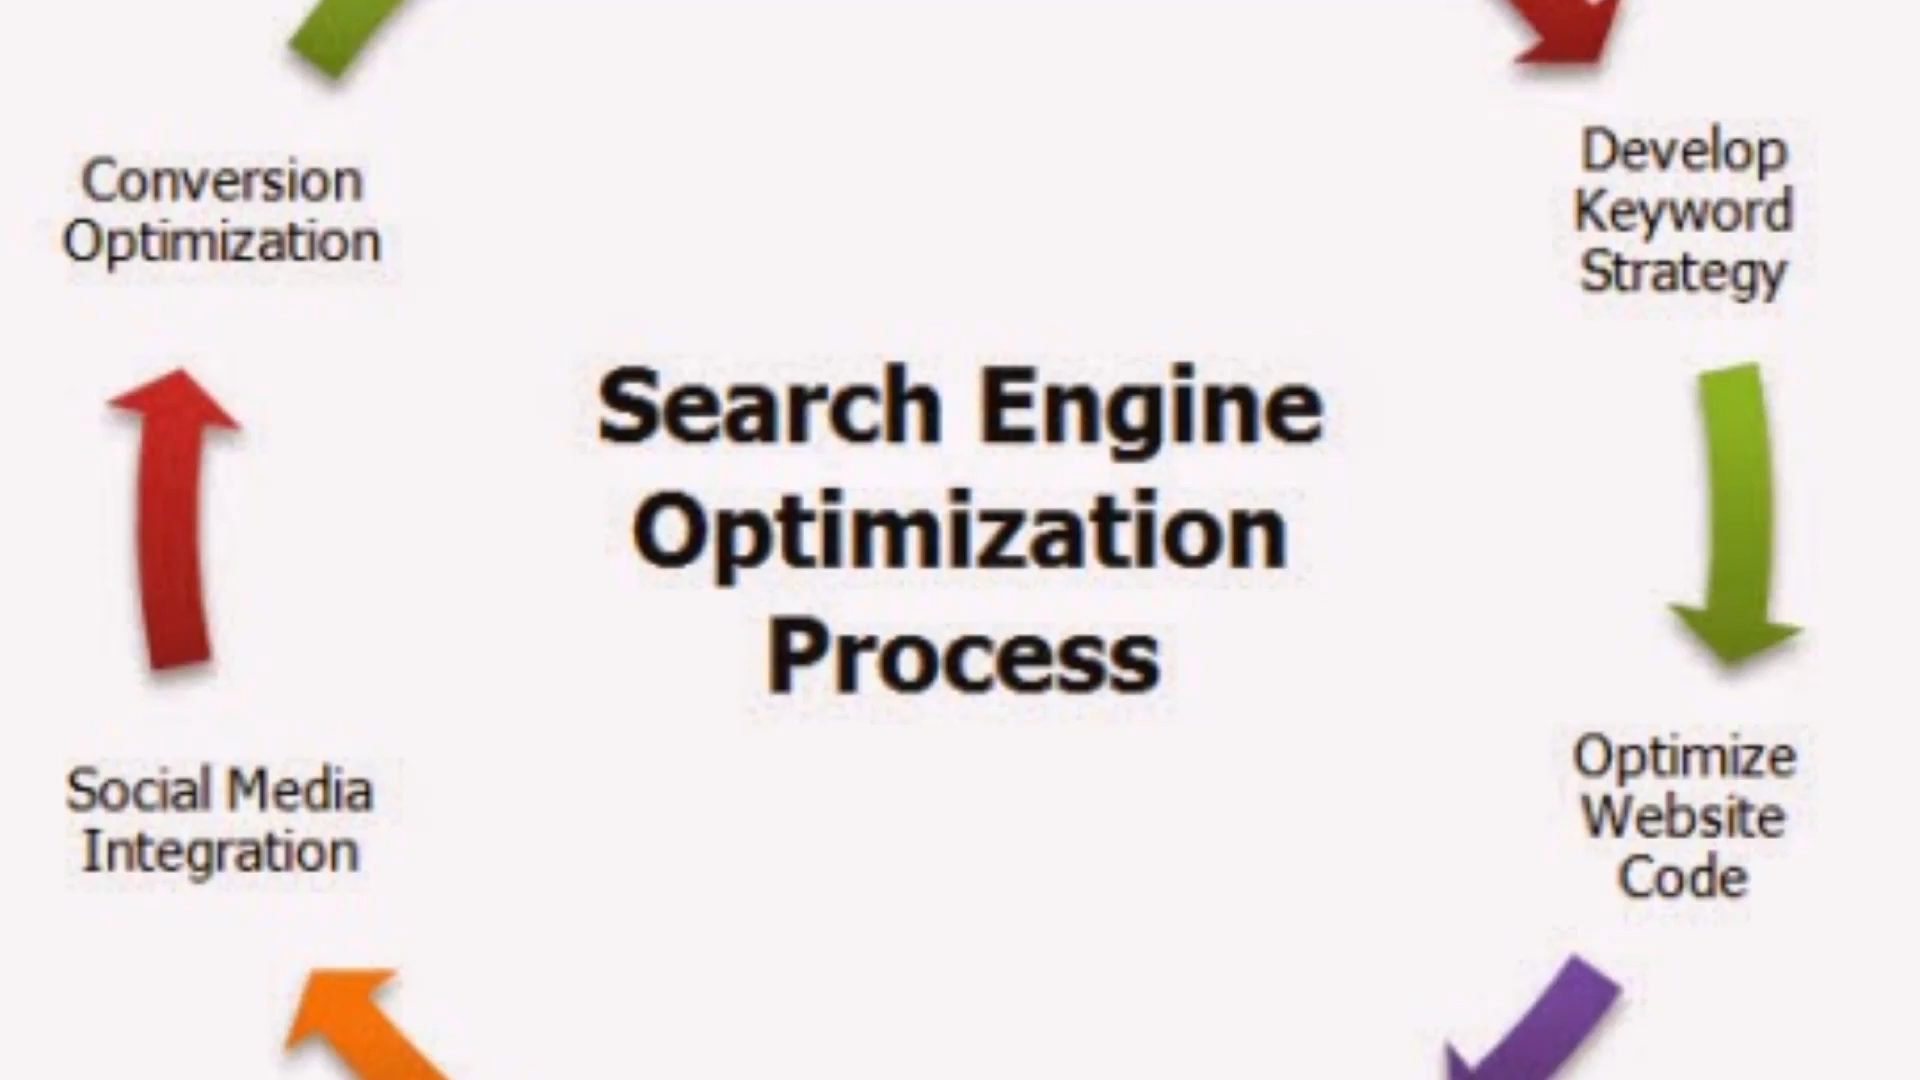 Conversion
Optimization
Develop
Keyword
Strategy
Search Engine
Optimization
Process
Social Media
Integration
Optimize
Website
Code